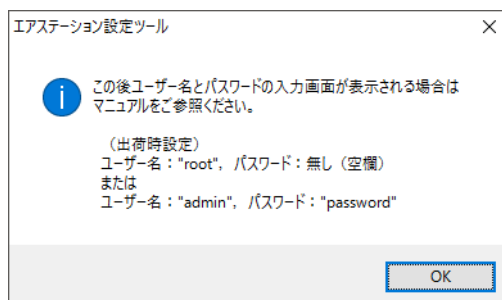 エアステーション設定ツール
この後ユーザー名とパスワードの入力画面が表示される場合は
マニュアルをご参照ください。
（出荷時設定）
ユーザー名："root", パスワード：無し（空欄）
または
ユーザー名："admin", パスワード："password"
OK